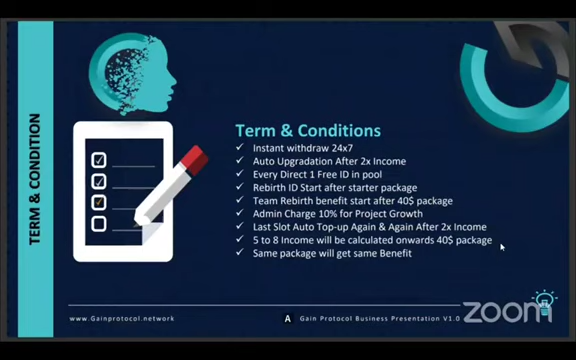 TERM & CONDITION
Term & Conditions
Instant withdraw 24x7
Auto Upgradation After 2x Income
Every Direct 1 Free ID in pool
Rebirth ID Start after starter package
Team Rebirth benefit start after 40$ package
Admin Charge 10% for Project Growth
Last Slot Auto Top-up Again & Again After 2x Income
5 to 8 Income will be calculated onwards 40$ package
Same package will get same Benefit
www.Gainprotocol.network
A Gain Protocol Business Presentation V1.0
zoom